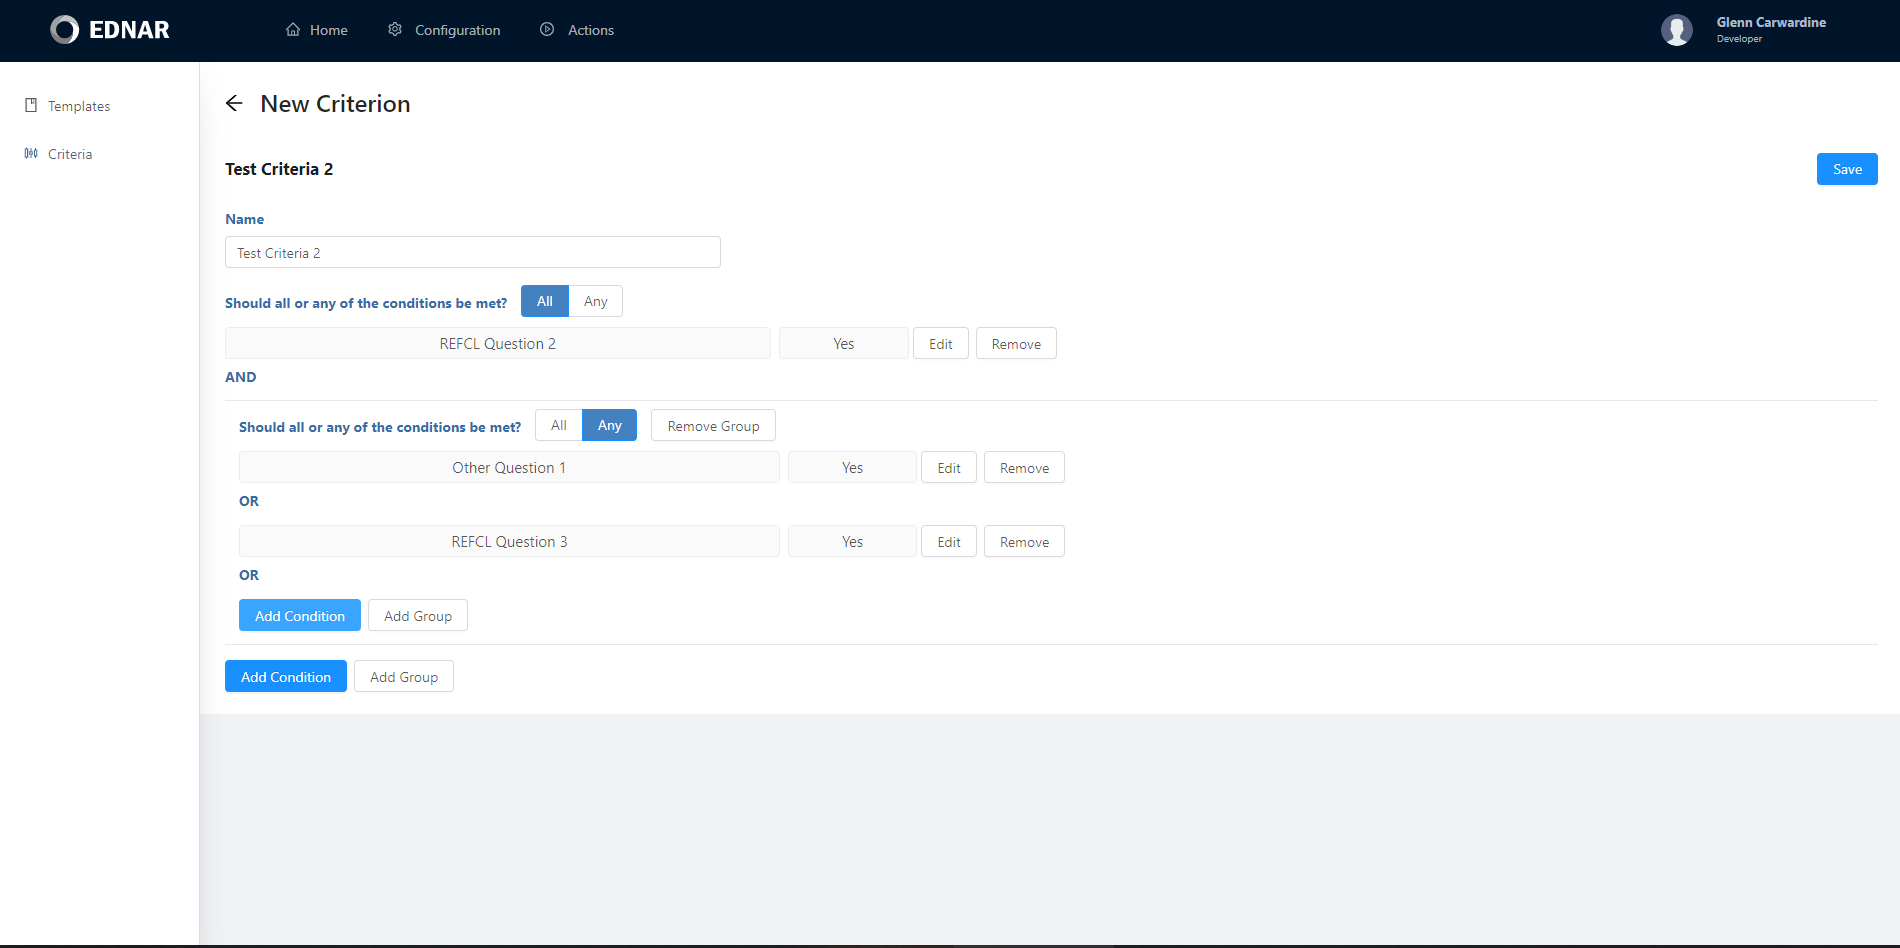 EDNAR
Home
Configuration
Actions
Glenn Carwardine
Developer
Templates
Criteria
New Criterion
Test Criteria 2
Save
Name
Test Criteria 2
Should all or any of the conditions be met? All Any
REFCL Question 2 Yes Edit Remove
AND
Should all or any of the conditions be met? All Any Remove Group
Other Question 1 Yes Edit Remove
OR
REFCL Question 3 Yes Edit Remove
OR
Add Condition Add Group
Add Condition Add Group